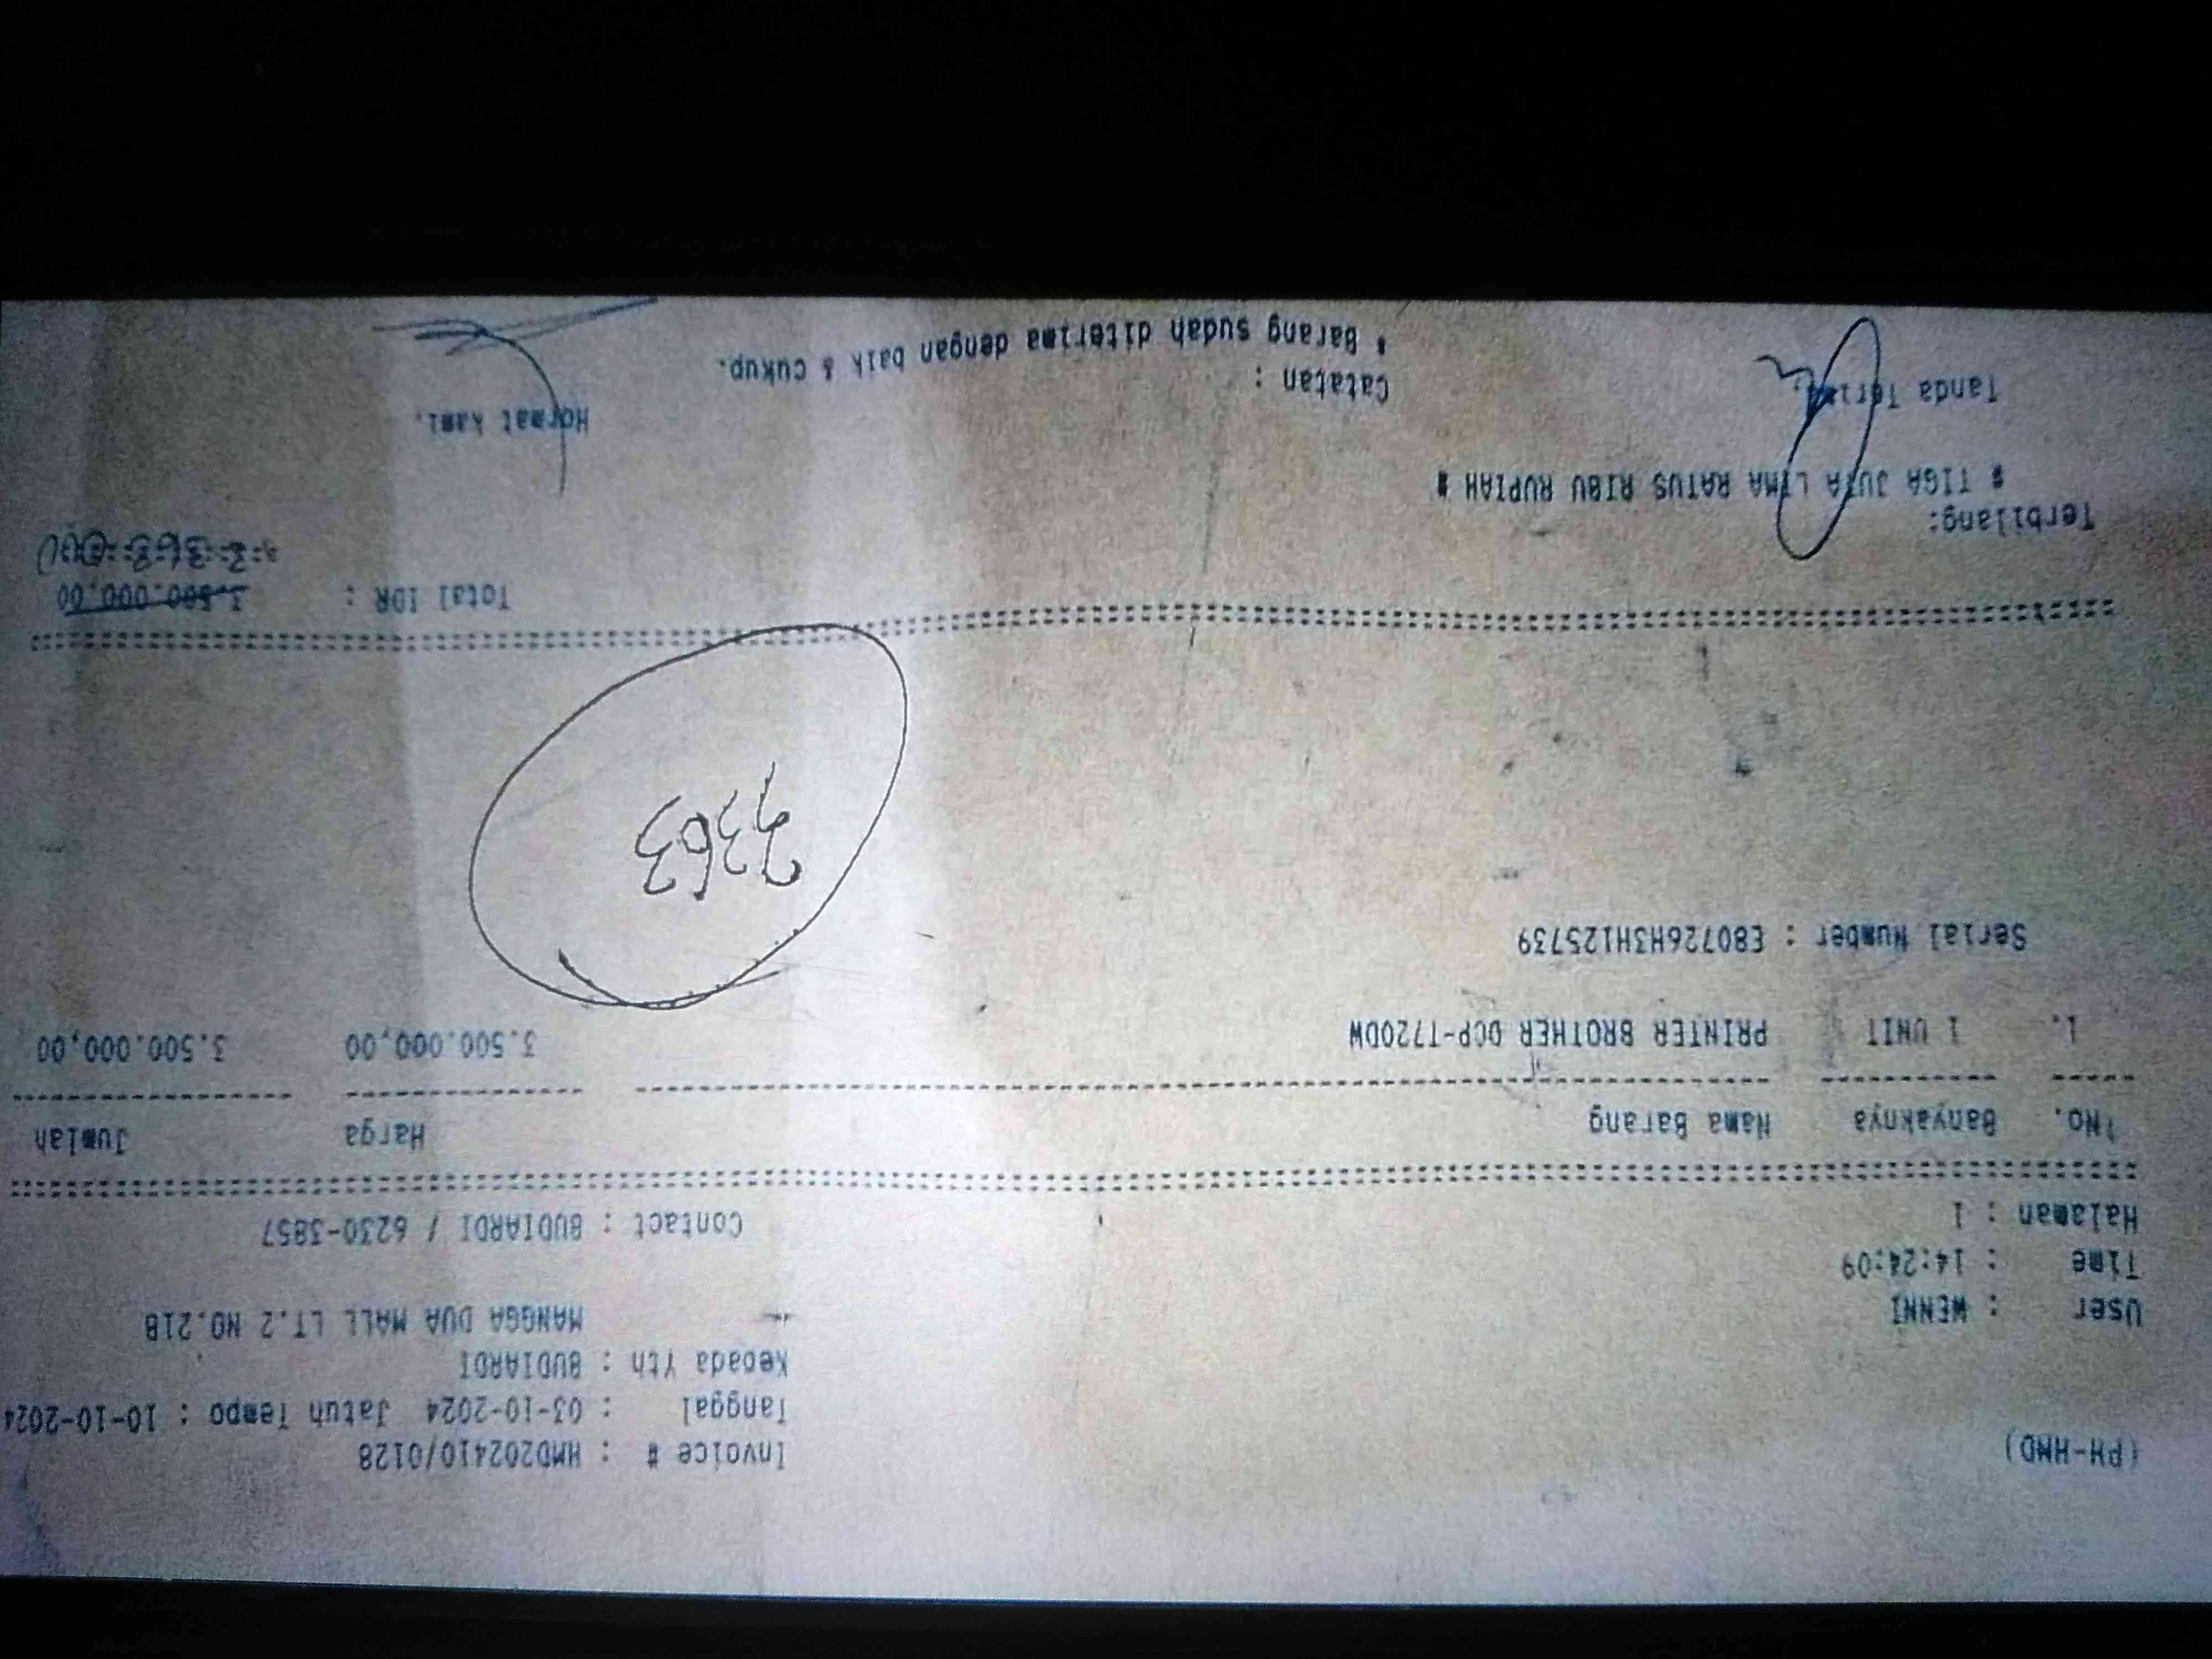 (PH-HMD)
Invoice # : HMD202410/0128
Tanggal : 03-10-2024 Jatuh Tempo : 10-10-2024
Kepada Yth : BUDIARDI
MANGGA DUA MALL LT.2 NO.21B
User : WENNI
Time : 14:24:09
Halaman : 1
Contact : BUDIARDI / 6230-3857
No. Banyaknya Nama Barang Harga Jumlah
1. 1 UNIT PRINTER BROTHER DCP-T720DW 3.500.000,00 3.500.000,00
Serial Number : E80726H3H125739
Total IDR : 3.500.000,00
Terbilang:
# TIGA JUTA LIMA RATUS RIBU RUPIAH #
Tanda Terima,
Catatan :
* Barang sudah diterima dengan baik & cukup.
Hormat kami,